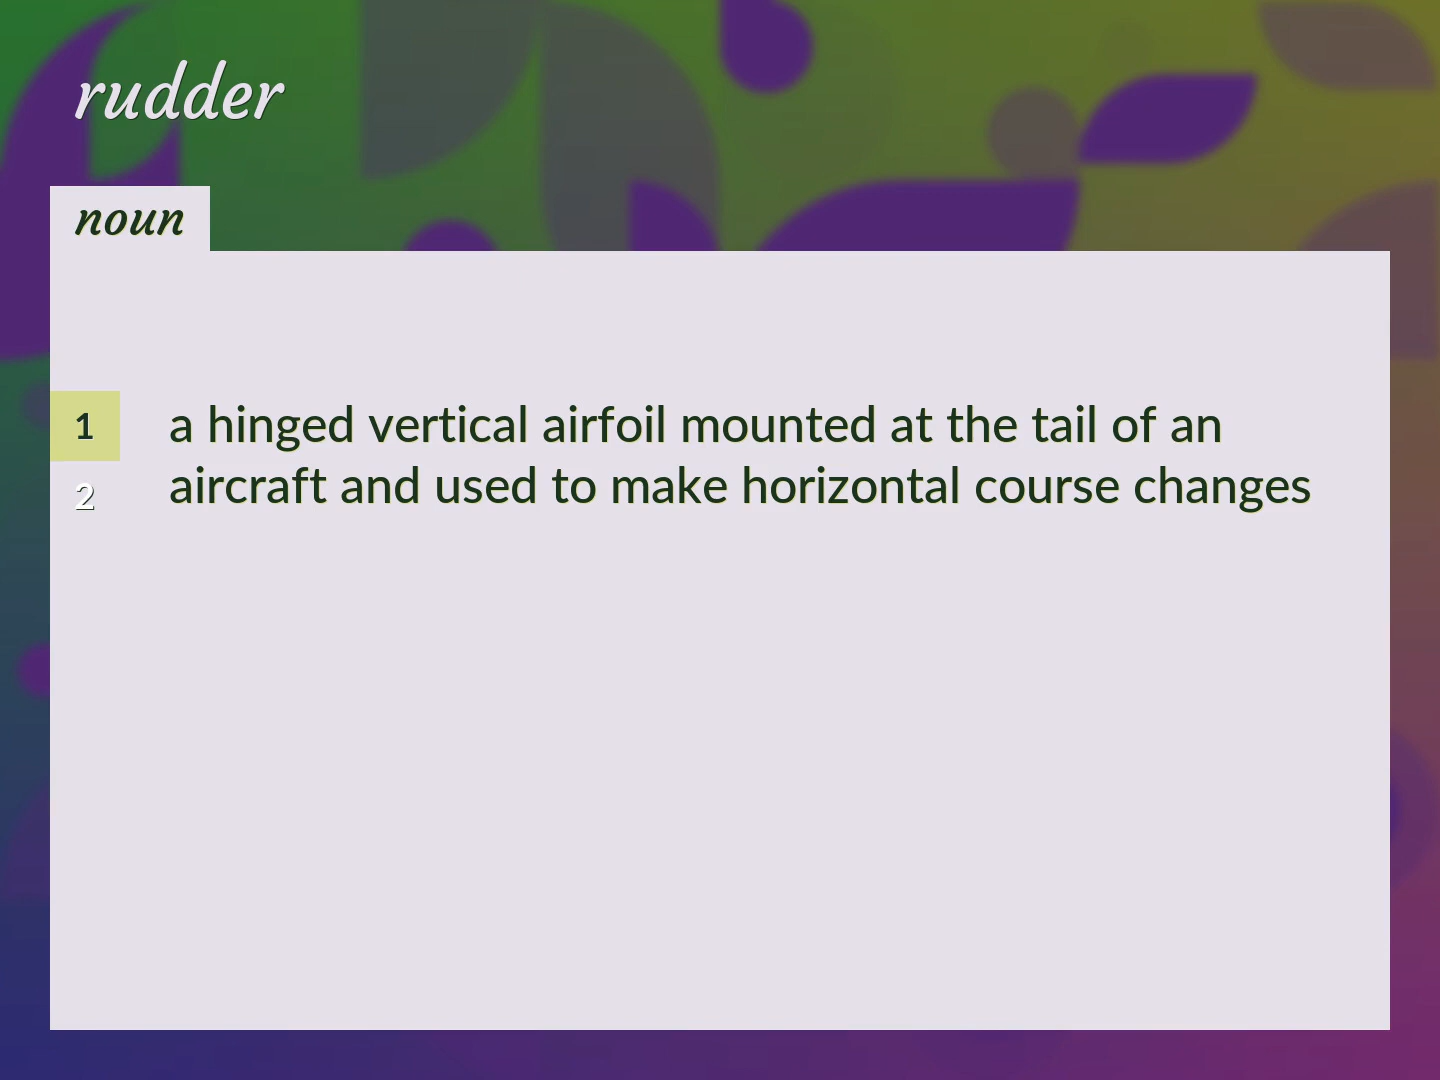 rudder
noun
1 a hinged vertical airfoil mounted at the tail of an
2 aircraft and used to make horizontal course changes